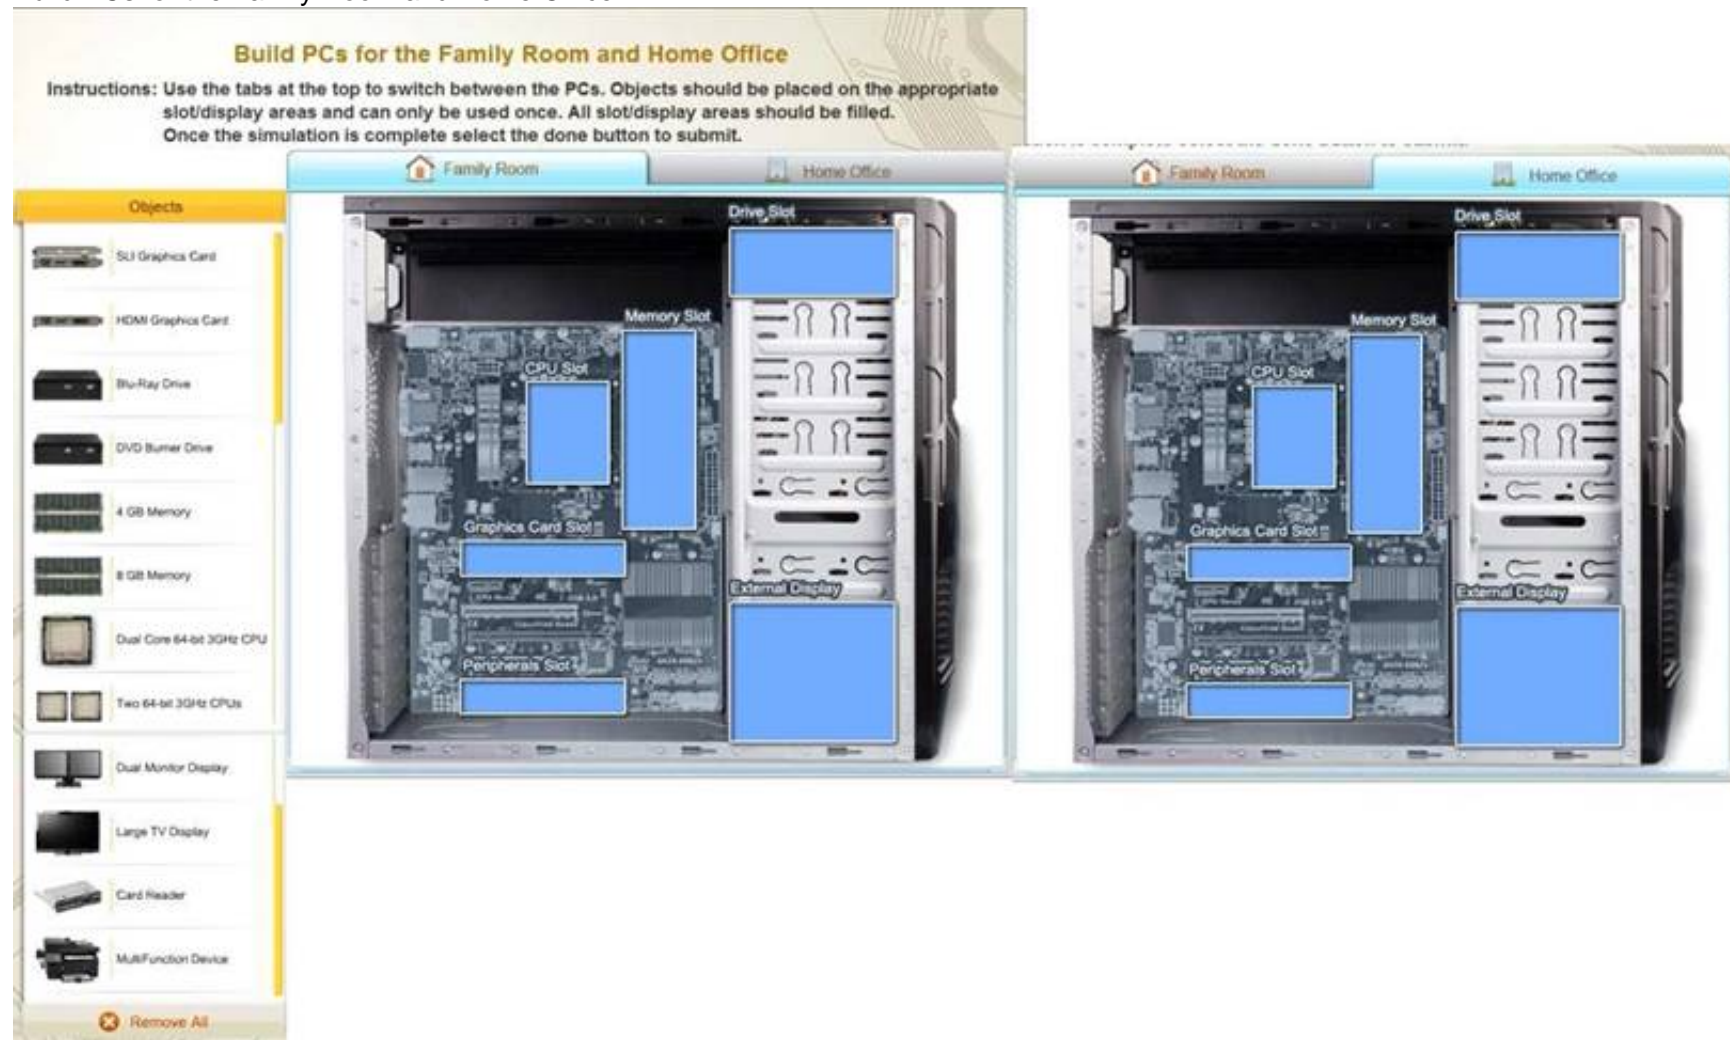 Build PCs for the Family Room and Home Office
Instructions: Use the tabs at the top to switch between the PCs. Objects should be placed on the appropriate
slot/display areas and can only be used once. All slot/display areas should be filled.
Once the simulation is complete select the done button to submit.
Family Room
Home Office
Family Room
Home Office
Objects
SLI Graphics Card
HDMI Graphics Card
Blu-Ray Drive
DVD Burner Drive
4 GB Memory
8 GB Memory
Dual Core 64-bit 3GHz CPU
Two 64-bit 3GHz CPUs
Dual Monitor Display
Large TV Display
Card Reader
MultiFunction Device
Remove All
Drive Slot
Memory Slot
CPU Slot
Graphics Card Slot
External Display
Peripherals Slot
Drive Slot
Memory Slot
CPU Slot
Graphics Card Slot
External Display
Peripherals Slot